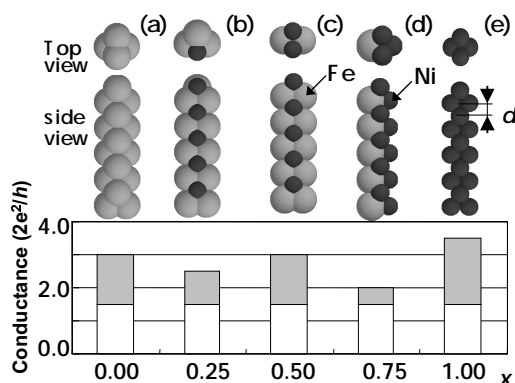 (a) (b) (c) (d) (e)
Top
view
Fe Ni
side
view
d
Conductance (2e²/h)
4.0
2.0
0.0
0.00 0.25 0.50 0.75 1.00 x